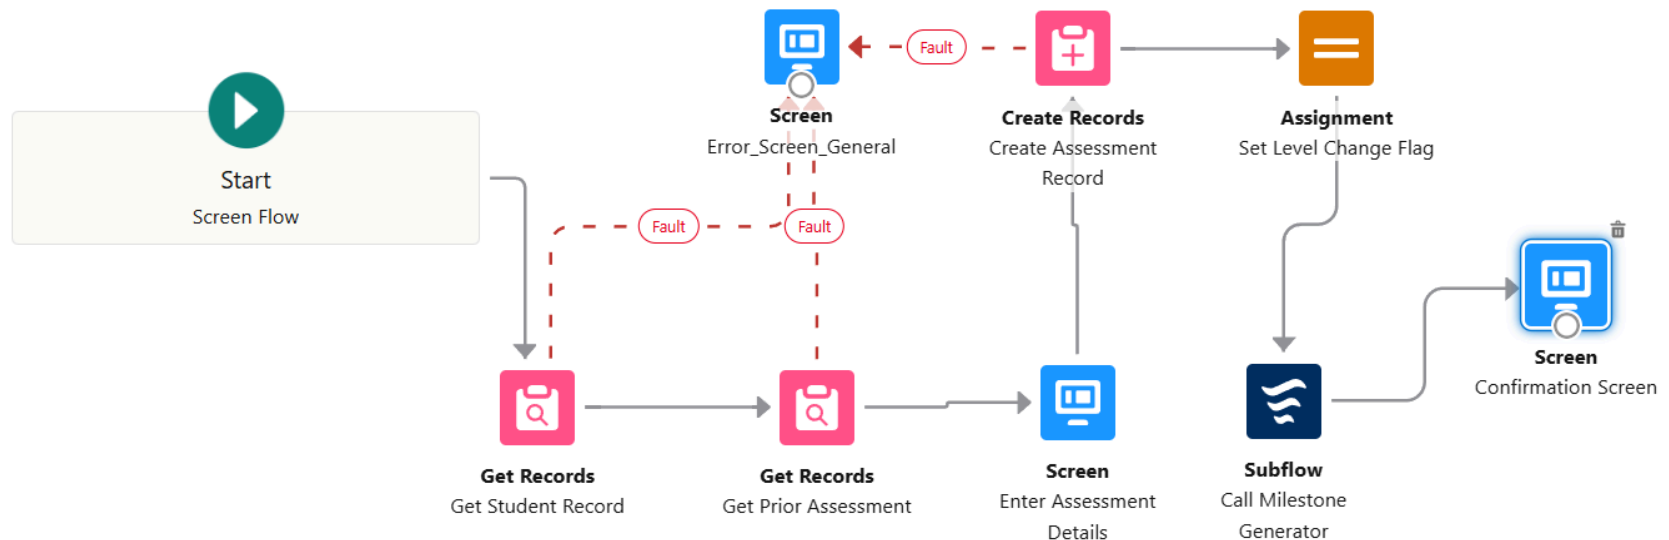 Start
Screen Flow
Fault
Fault
Fault
Screen
Error_Screen_General
Create Records
Create Assessment
Record
Assignment
Set Level Change Flag
Get Records
Get Student Record
Get Records
Get Prior Assessment
Screen
Enter Assessment
Details
Subflow
Call Milestone
Generator
Screen
Confirmation Screen